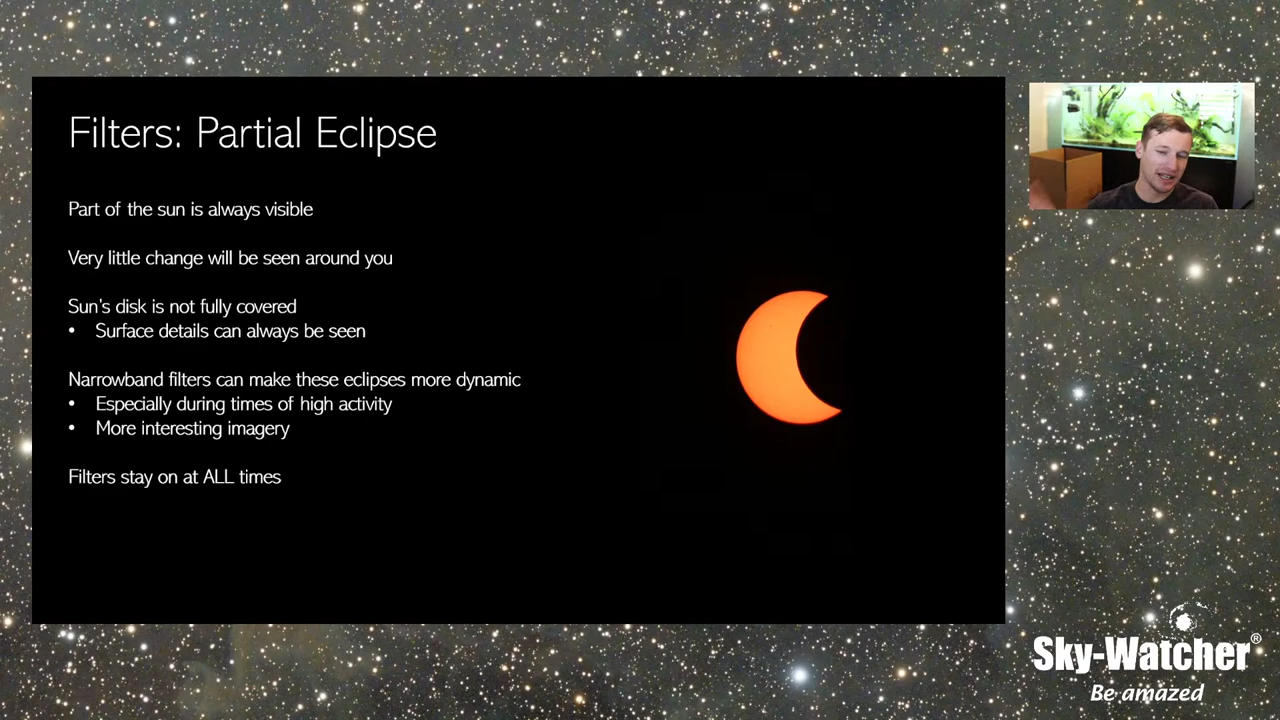 Filters: Partial Eclipse
Part of the sun is always visible
Very little change will be seen around you
Sun's disk is not fully covered
• Surface details can always be seen
Narrowband filters can make these eclipses more dynamic
• Especially during times of high activity
• More interesting imagery
Filters stay on at ALL times
Sky-Watcher®
Be amazed